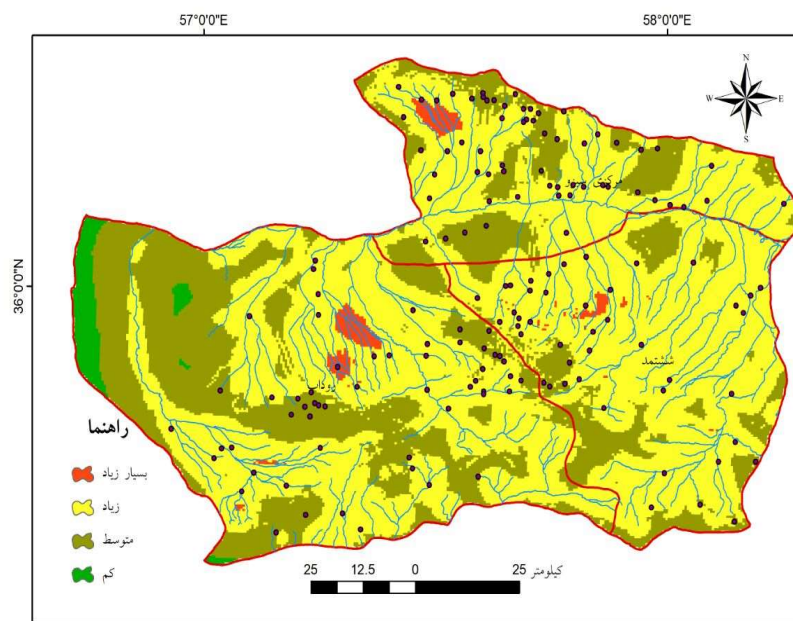 57°0'0"E
58°0'0"E
N
W
E
S
36°0'0"N
ششتمد
روداب
راهنما
بسیار زیاد
زیاد
متوسط
کم
25
12.5
0
25
کیلومتر